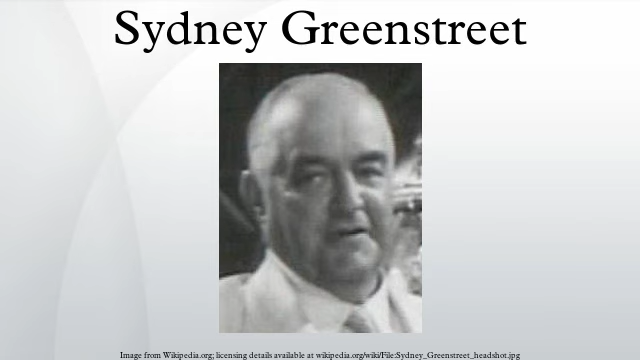 Sydney Greenstreet
Image from Wikipedia.org; licensing details available at wikipedia.org/wiki/File:Sydney_Greenstreet_headshot.jpg